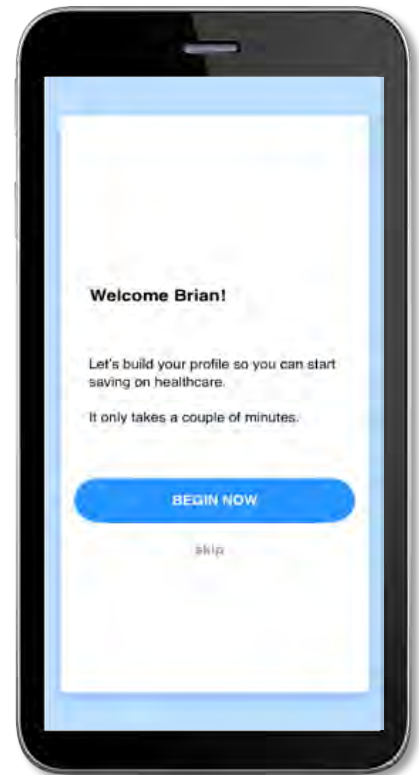 Welcome Brian!
Let's build your profile so you can start
saving on healthcare.
It only takes a couple of minutes.
BEGIN NOW
skip